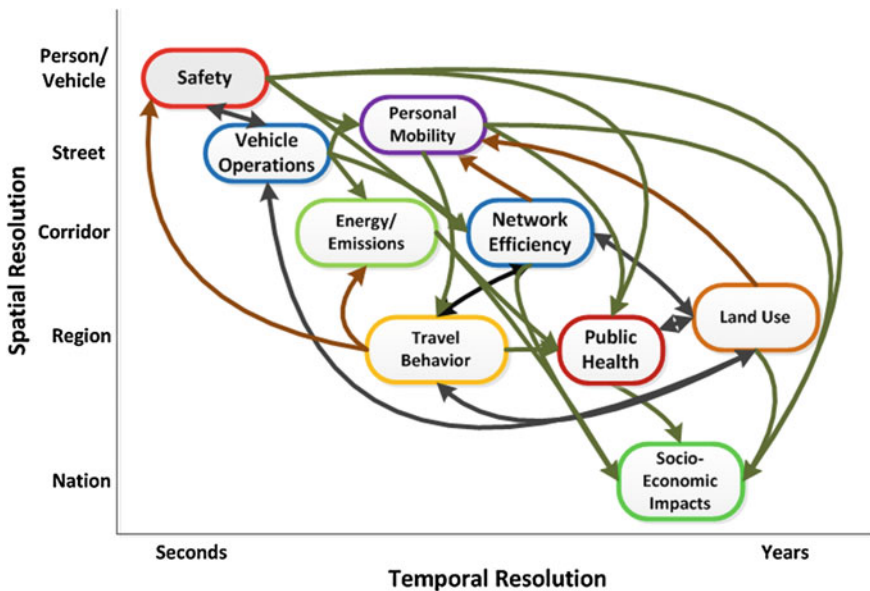 Person/
Vehicle
Street
Corridor
Region
Nation
Spatial Resolution
Safety
Vehicle
Operations
Personal
Mobility
Energy/
Emissions
Network
Efficiency
Travel
Behavior
Public
Health
Land Use
Socio-
Economic
Impacts
Seconds
Years
Temporal Resolution